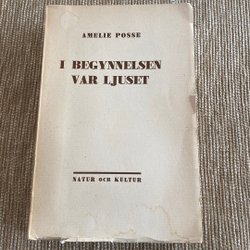 AMELIE POSSE
I BEGYNNELSEN
VAR LJUSET
NATUR OCH KULTUR